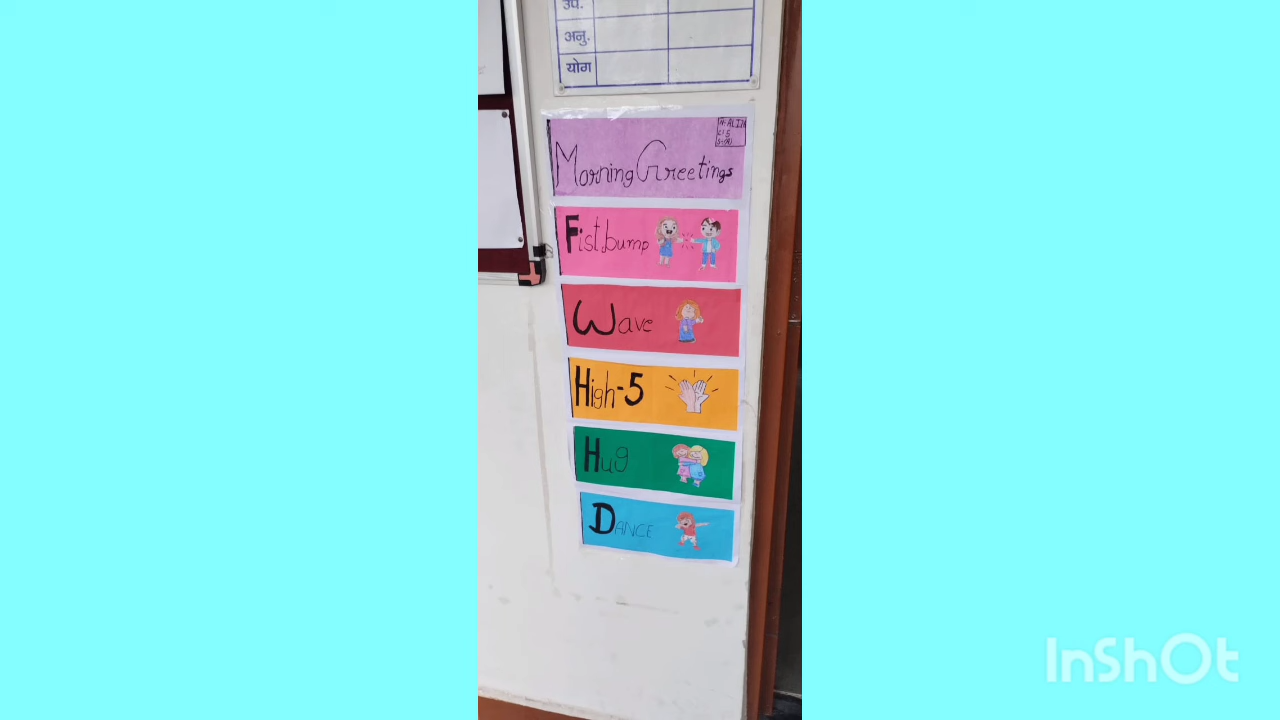 उप.
अनु.
योग
Morning Greetings
Fist bump
Wave
High-5
Hug
DANCE
InShOt